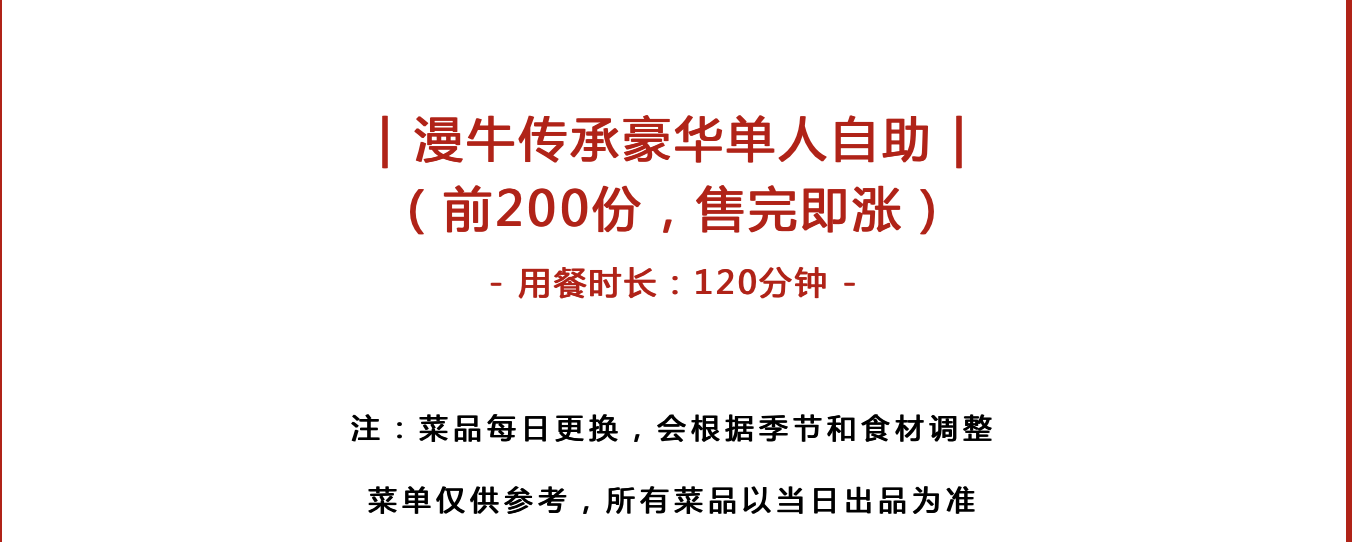 | 漫牛传承豪华单人自助 |
（前200份，售完即涨）
- 用餐时长：120分钟 -
注：菜品每日更换，会根据季节和食材调整
菜单仅供参考，所有菜品以当日出品为准